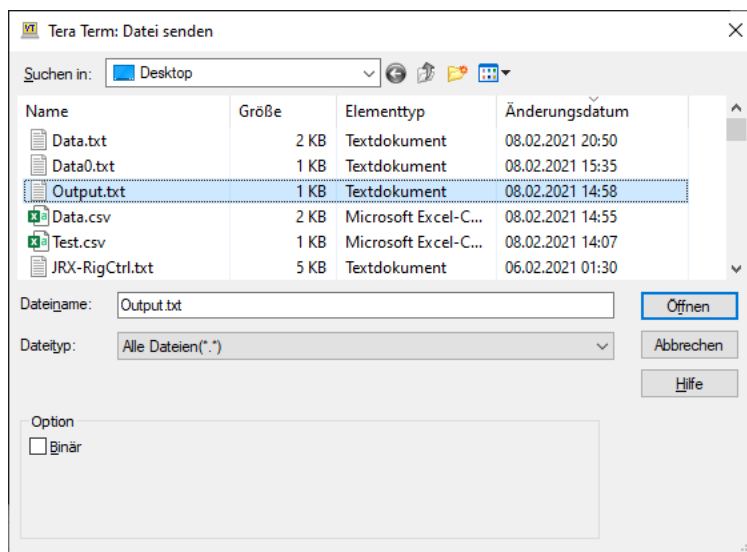 Tera Term: Datei senden
Suchen in: Desktop
Name Größe Elementtyp Änderungsdatum
Data.txt 2 KB Textdokument 08.02.2021 20:50
Data0.txt 1 KB Textdokument 08.02.2021 15:35
Output.txt 1 KB Textdokument 08.02.2021 14:58
Data.csv 2 KB Microsoft Excel-C... 08.02.2021 14:55
Test.csv 1 KB Microsoft Excel-C... 08.02.2021 14:07
JRX-RigCtrl.txt 5 KB Textdokument 06.02.2021 01:30
Dateiname: Output.txt Öffnen
Dateityp: Alle Dateien(*.*) Abbrechen
Hilfe
Option
Binär